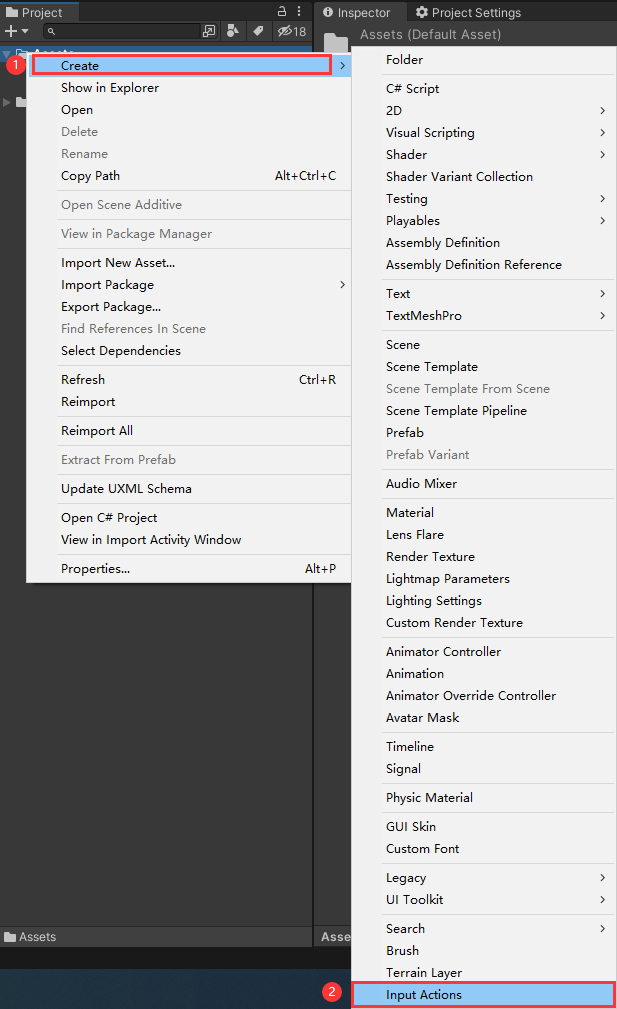 Project
18
Assets
1
Create
Show in Explorer
Open
Delete
Rename
Copy Path Alt+Ctrl+C
Open Scene Additive
View in Package Manager
Import New Asset...
Import Package
Export Package...
Find References In Scene
Select Dependencies
Refresh Ctrl+R
Reimport
Reimport All
Extract From Prefab
Update UXML Schema
Open C# Project
View in Import Activity Window
Properties... Alt+P
Assets
Inspector Project Settings
Assets (Default Asset)
Folder
C# Script
2D
Visual Scripting
Shader
Shader Variant Collection
Testing
Playables
Assembly Definition
Assembly Definition Reference
Text
TextMeshPro
Scene
Scene Template
Scene Template From Scene
Scene Template Pipeline
Prefab
Prefab Variant
Audio Mixer
Material
Lens Flare
Render Texture
Lightmap Parameters
Lighting Settings
Custom Render Texture
Animator Controller
Animation
Animator Override Controller
Avatar Mask
Timeline
Signal
Physic Material
GUI Skin
Custom Font
Legacy
UI Toolkit
Search
Brush
Terrain Layer
2
Input Actions